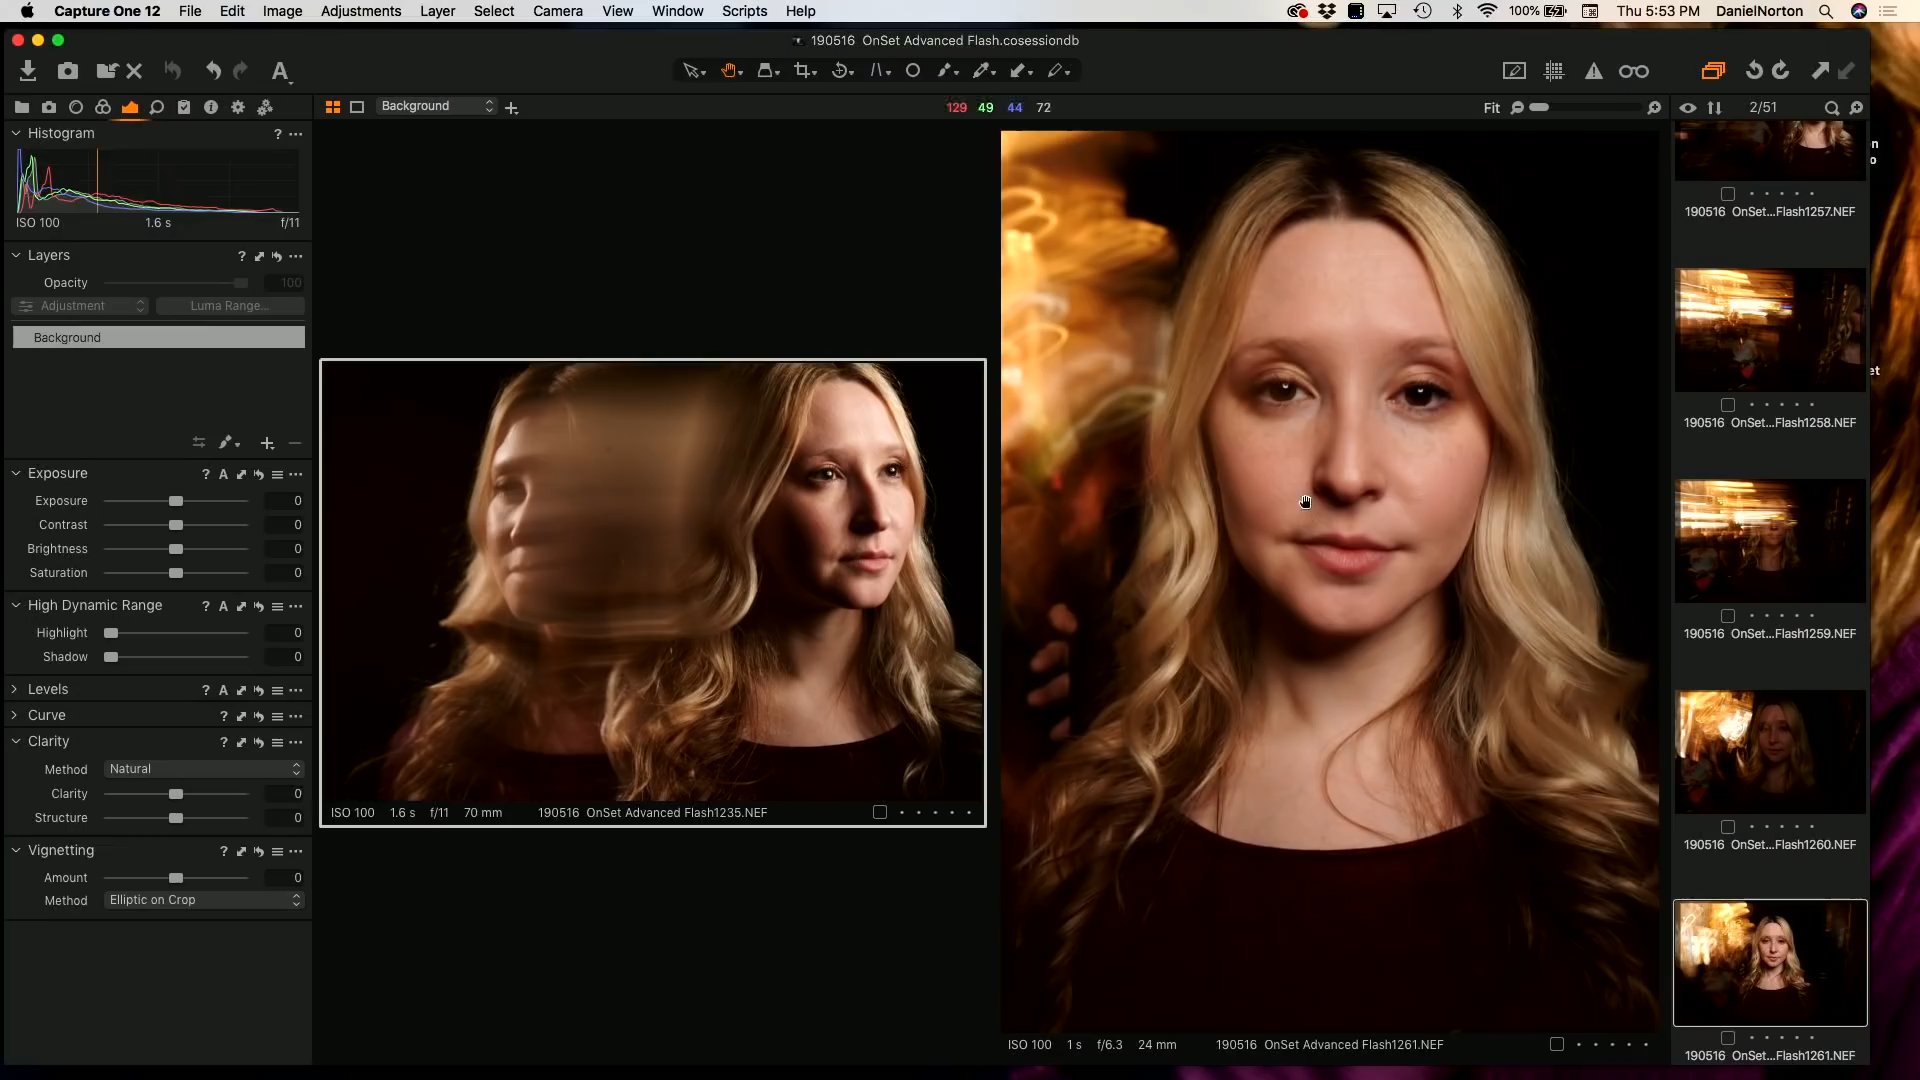 Capture One 12 File Edit Image Adjustments Layer Select Camera View Window Scripts Help 100% Thu 5:53 PM DanielNorton
190516 OnSet Advanced Flash.cosessiondb
Background 129 49 44 72 Fit 2/51
Histogram ?
ISO 100 1.6 s f/11
Layers ?
Opacity 100
Adjustment Luma Range...
Background
Exposure ? A
Exposure 0
Contrast 0
Brightness 0
Saturation 0
High Dynamic Range ? A
Highlight 0
Shadow 0
Levels ? A
Curve ?
Clarity ?
Method Natural
Clarity 0
Structure 0
Vignetting ?
Amount 0
Method Elliptic on Crop
ISO 100 1.6 s f/11 70 mm 190516 OnSet Advanced Flash1235.NEF
ISO 100 1 s f/6.3 24 mm 190516 OnSet Advanced Flash1261.NEF
190516 OnSet...Flash1257.NEF
190516 OnSet...Flash1258.NEF
190516 OnSet...Flash1259.NEF
190516 OnSet...Flash1260.NEF
190516 OnSet...Flash1261.NEF
n
o
et